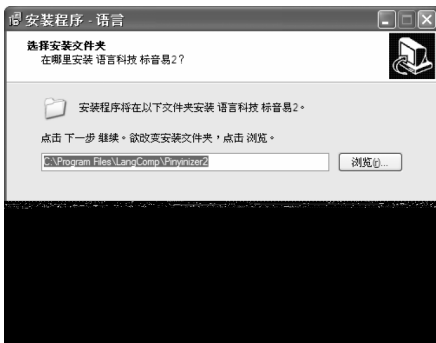 安装程序 - 语言
选择安装文件夹
在哪里安装 语言科技 标音易2？
安装程序将在以下文件夹安装 语言科技 标音易2。
点击 下一步 继续。欲改变安装文件夹，点击 浏览。
C:\Program Files\LangComp\Pinyinizer2
浏览(r)...